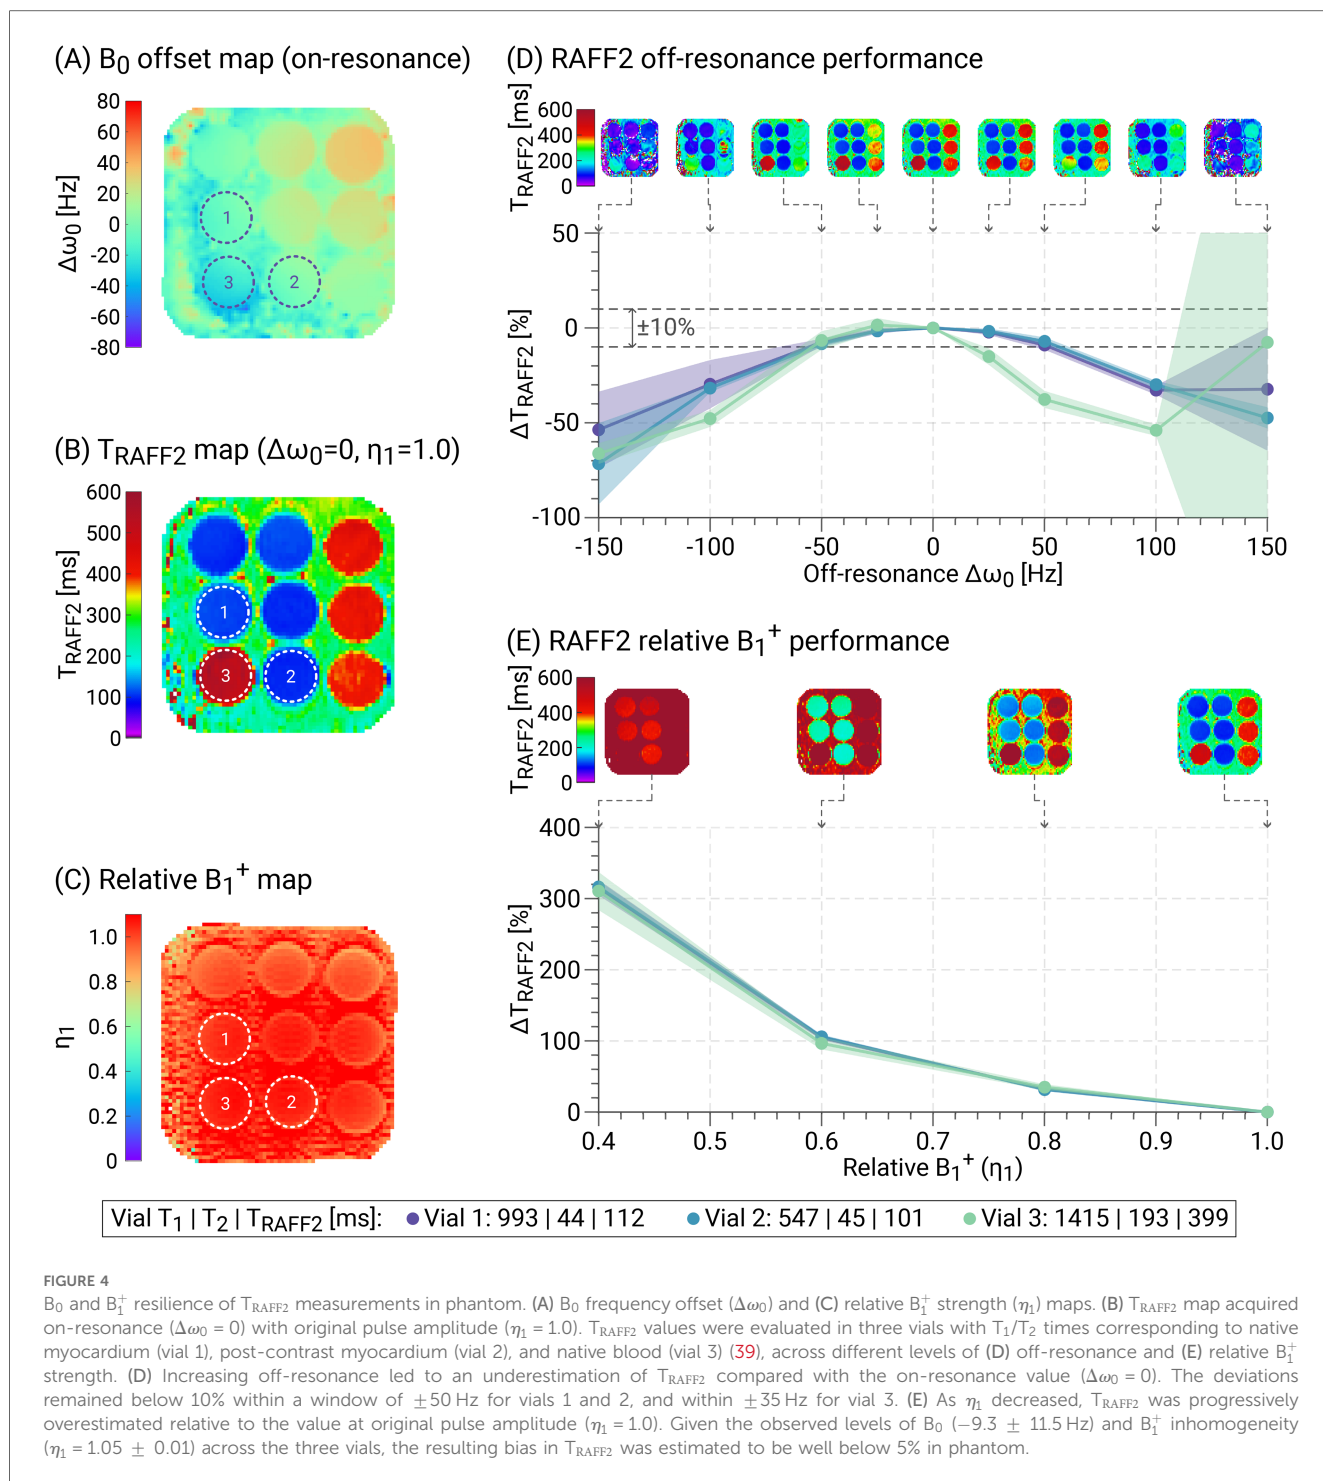 (A) B0 offset map (on-resonance)
80
60
40
20
0
-20
-40
-60
-80
Δω0 [Hz]
1
3
2
(B) TRAFF2 map (Δω0=0, η1=1.0)
600
500
400
300
200
100
0
TRAFF2 [ms]
1
3
2
(C) Relative B1+ map
1.0
0.8
0.6
0.4
0.2
0
η1
1
3
2
(D) RAFF2 off-resonance performance
600
400
200
0
TRAFF2 [ms]
50
0
-50
-100
ΔTRAFF2 [%]
±10%
-150 -100 -50 0 50 100 150
Off-resonance Δω0 [Hz]
(E) RAFF2 relative B1+ performance
600
400
200
0
TRAFF2 [ms]
400
300
200
100
0
ΔTRAFF2 [%]
0.4 0.5 0.6 0.7 0.8 0.9 1.0
Relative B1+ (η1)
Vial T1 | T2 | TRAFF2 [ms]: Vial 1: 993 | 44 | 112 Vial 2: 547 | 45 | 101 Vial 3: 1415 | 193 | 399
FIGURE 4
B0 and B1+ resilience of TRAFF2 measurements in phantom. (A) B0 frequency offset (Δω0) and (C) relative B1+ strength (η1) maps. (B) TRAFF2 map acquired
on-resonance (Δω0 = 0) with original pulse amplitude (η1 = 1.0). TRAFF2 values were evaluated in three vials with T1/T2 times corresponding to native
myocardium (vial 1), post-contrast myocardium (vial 2), and native blood (vial 3) (39), across different levels of (D) off-resonance and (E) relative B1+
strength. (D) Increasing off-resonance led to an underestimation of TRAFF2 compared with the on-resonance value (Δω0 = 0). The deviations
remained below 10% within a window of ±50 Hz for vials 1 and 2, and within ±35 Hz for vial 3. (E) As η1 decreased, TRAFF2 was progressively
overestimated relative to the value at original pulse amplitude (η1 = 1.0). Given the observed levels of B0 (−9.3 ± 11.5 Hz) and B1+ inhomogeneity
(η1 = 1.05 ± 0.01) across the three vials, the resulting bias in TRAFF2 was estimated to be well below 5% in phantom.